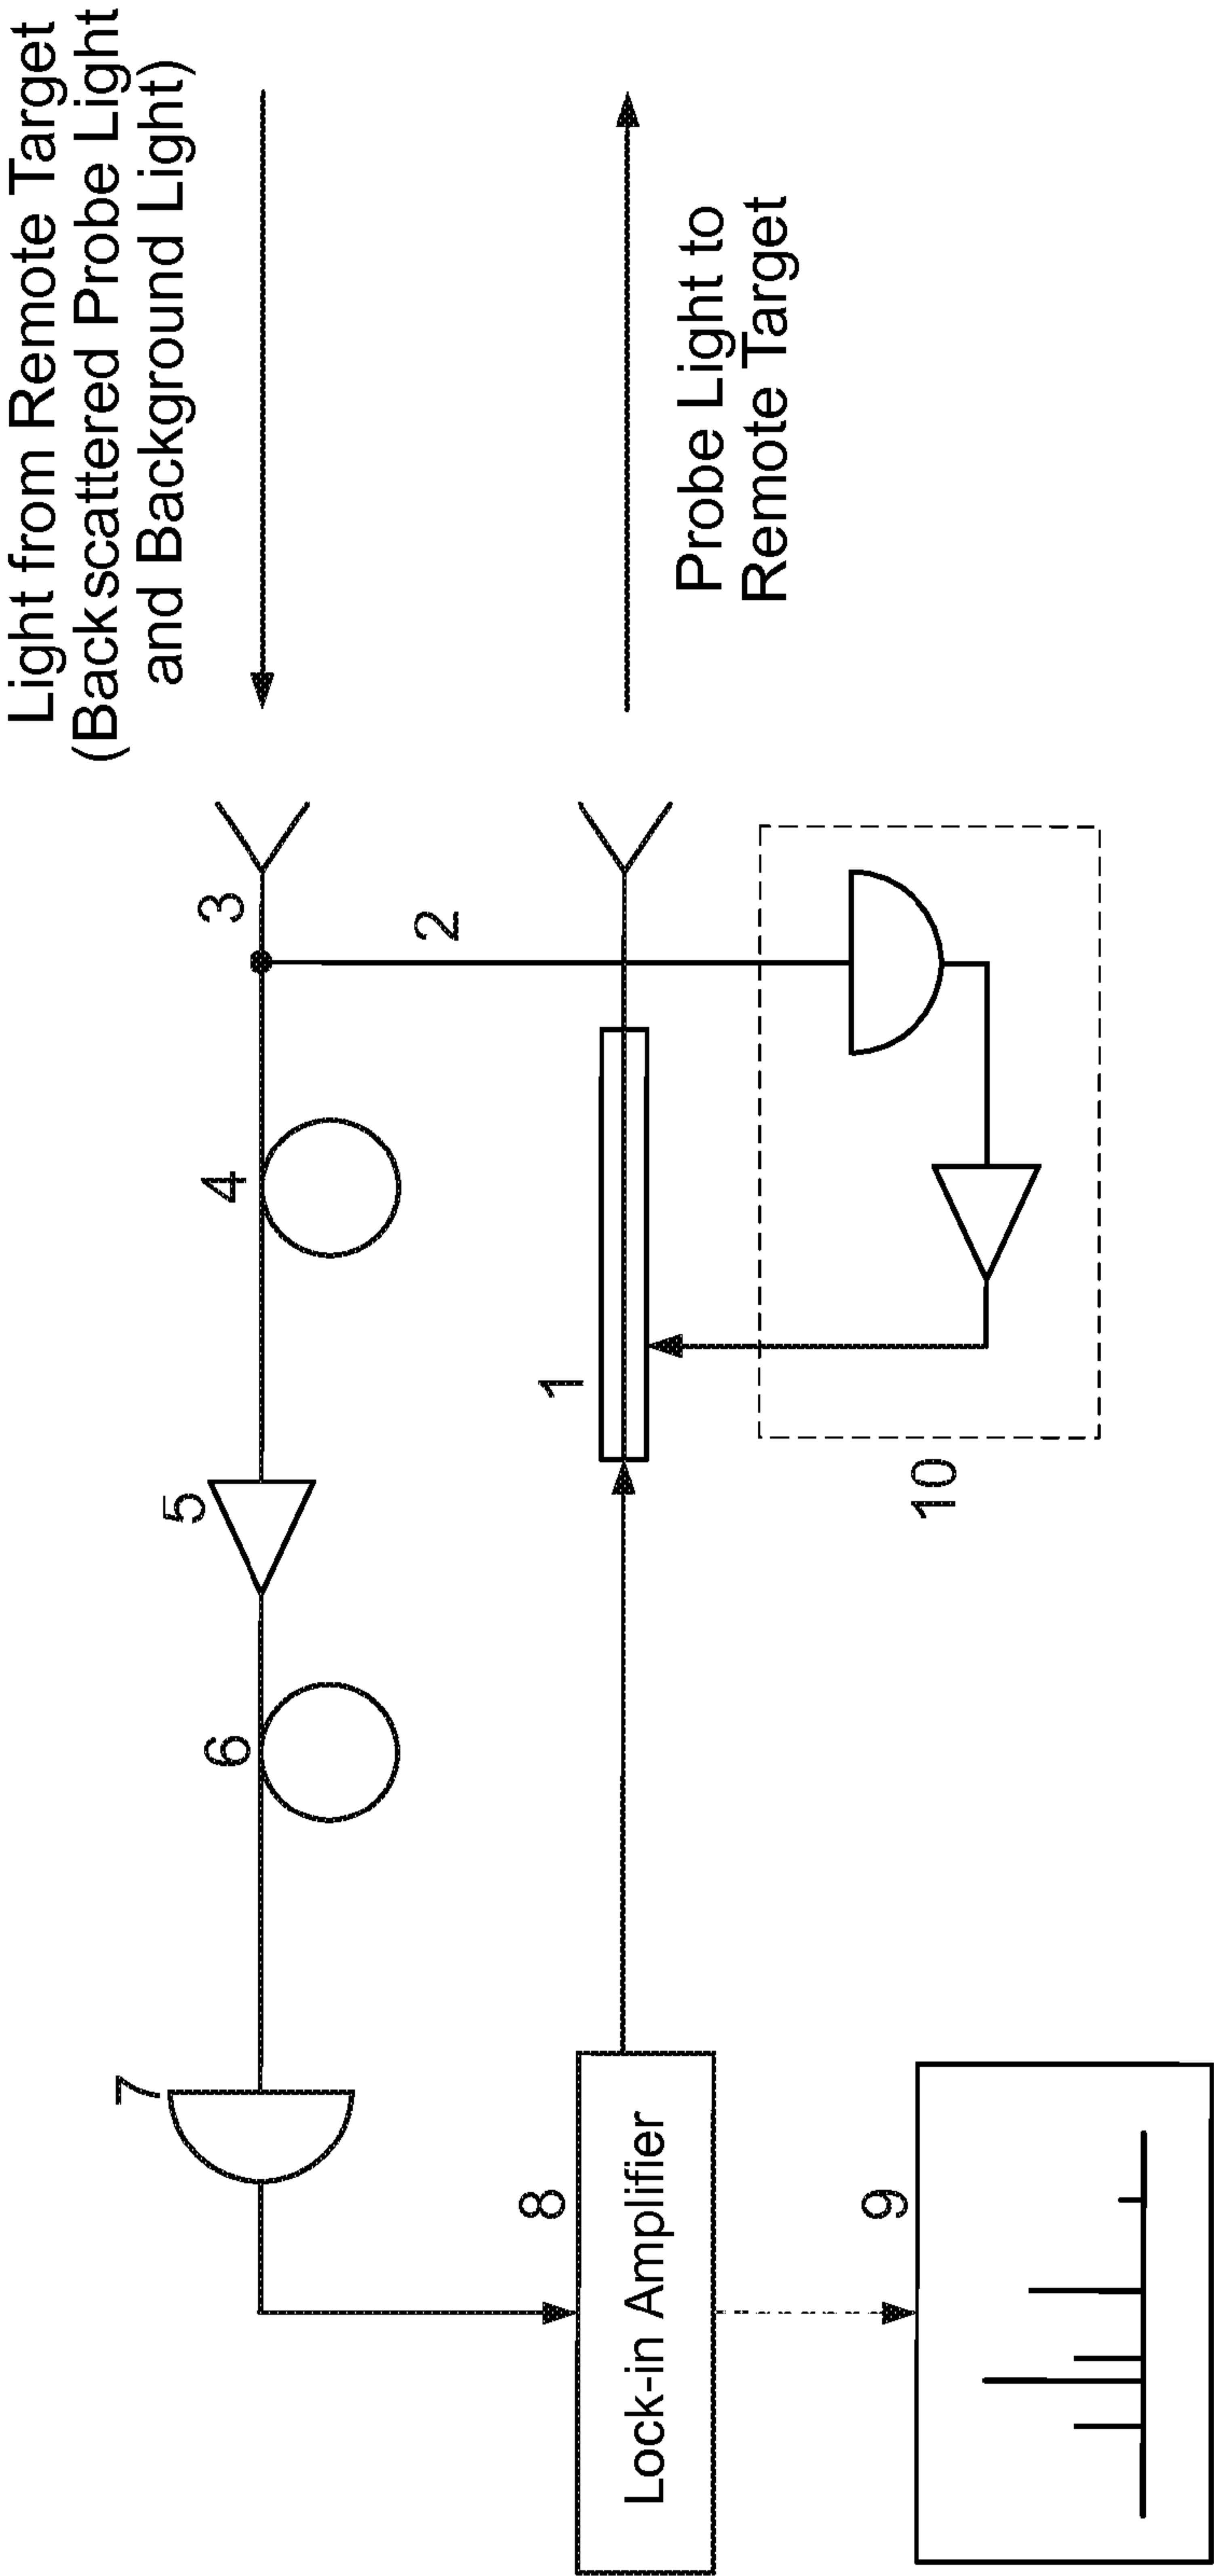 Light from Remote Target
(Backscattered Probe Light
and Background Light)
Probe Light to
Remote Target
3
2
4
1
5
10
6
7
8
Lock-in Amplifier
9